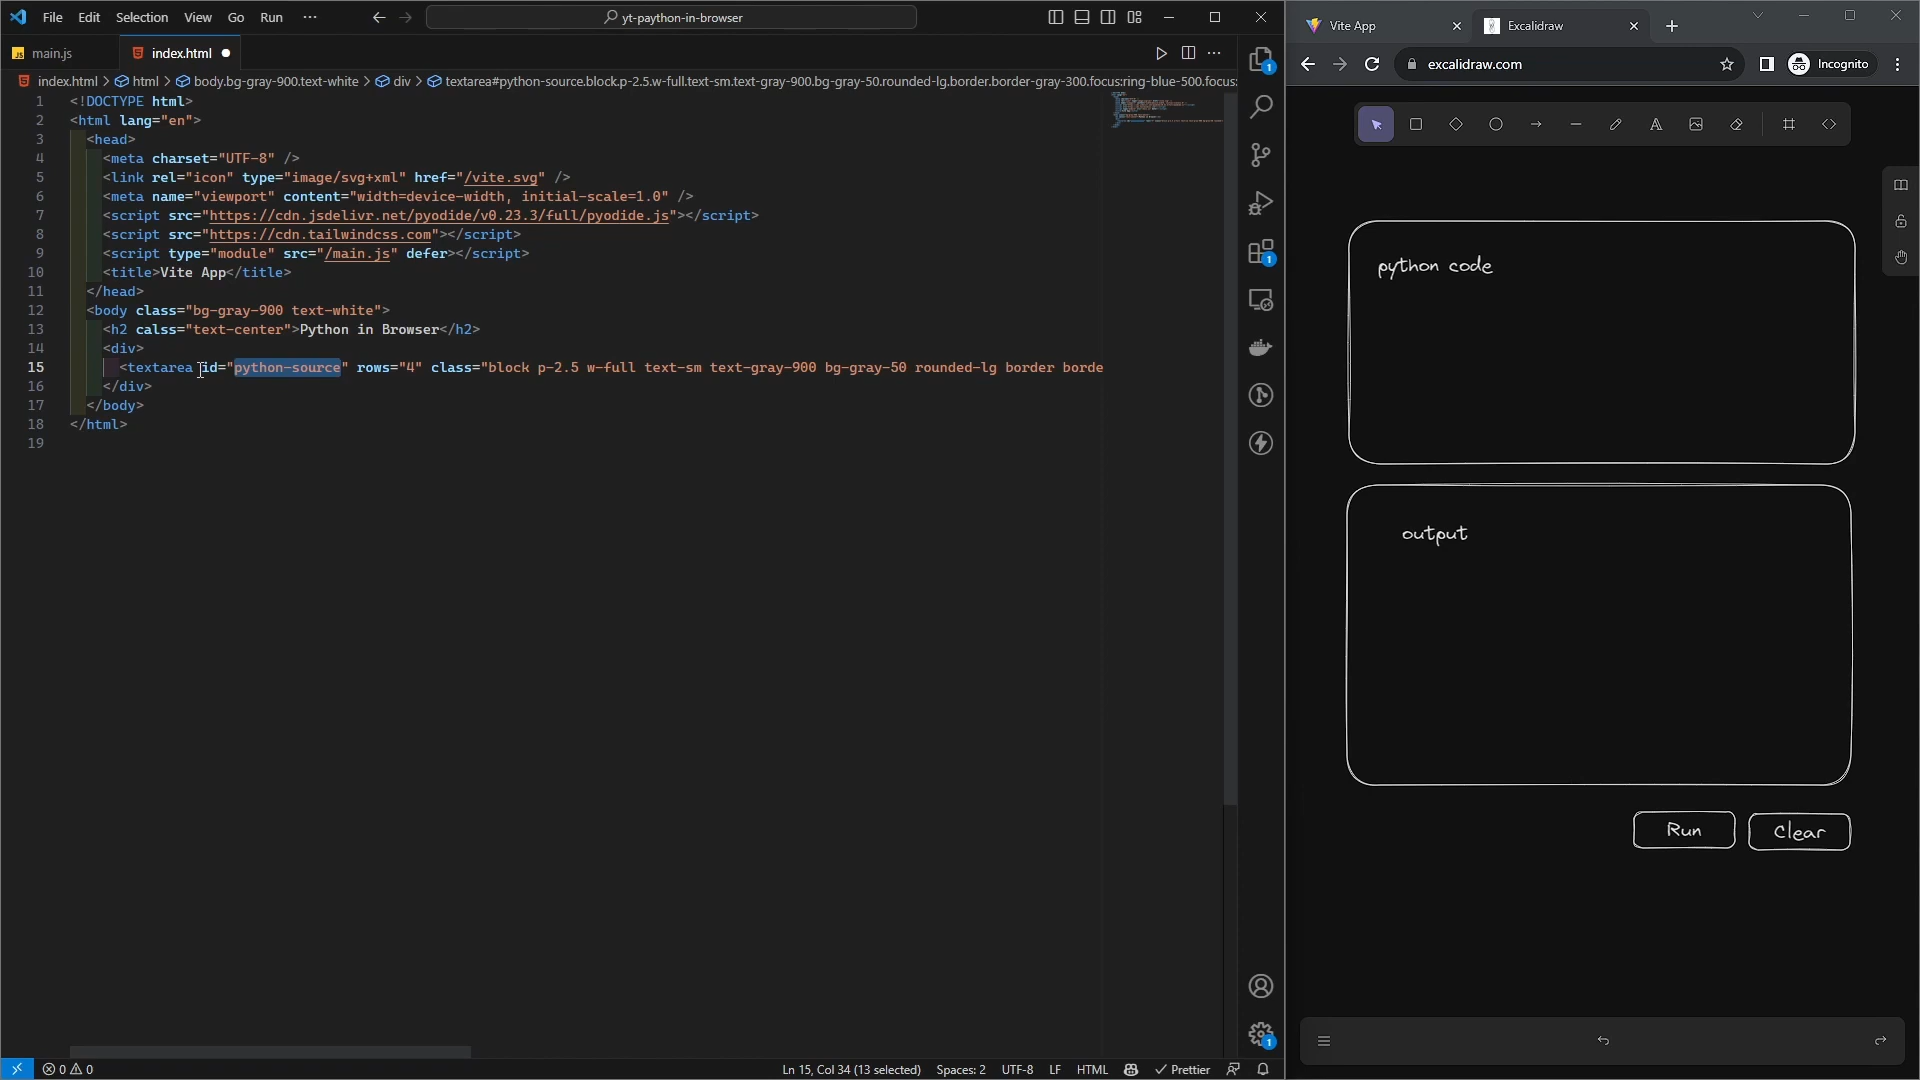 File Edit Selection View Go Run ··· yt-paython-in-browser
main.js index.html
index.html > html > body.bg-gray-900.text-white > div > textarea#python-source.block.p-2.5.w-full.text-sm.text-gray-900.bg-gray-50.rounded-lg.border.border-gray-300.focus:ring-blue-500.focus:
1 <!DOCTYPE html>
2 <html lang="en">
3 <head>
4 <meta charset="UTF-8" />
5 <link rel="icon" type="image/svg+xml" href="/vite.svg" />
6 <meta name="viewport" content="width=device-width, initial-scale=1.0" />
7 <script src="https://cdn.jsdelivr.net/pyodide/v0.23.3/full/pyodide.js"></script>
8 <script src="https://cdn.tailwindcss.com"></script>
9 <script type="module" src="/main.js" defer></script>
10 <title>Vite App</title>
11 </head>
12 <body class="bg-gray-900 text-white">
13 <h2 calss="text-center">Python in Browser</h2>
14 <div>
15 <textarea id="python-source" rows="4" class="block p-2.5 w-full text-sm text-gray-900 bg-gray-50 rounded-lg border borde
16 </div>
17 </body>
18 </html>
19
1
1
1
0 0 Ln 15, Col 34 (13 selected) Spaces: 2 UTF-8 LF HTML Prettier
Vite App Excalidraw
excalidraw.com Incognito
python code
output
Run Clear